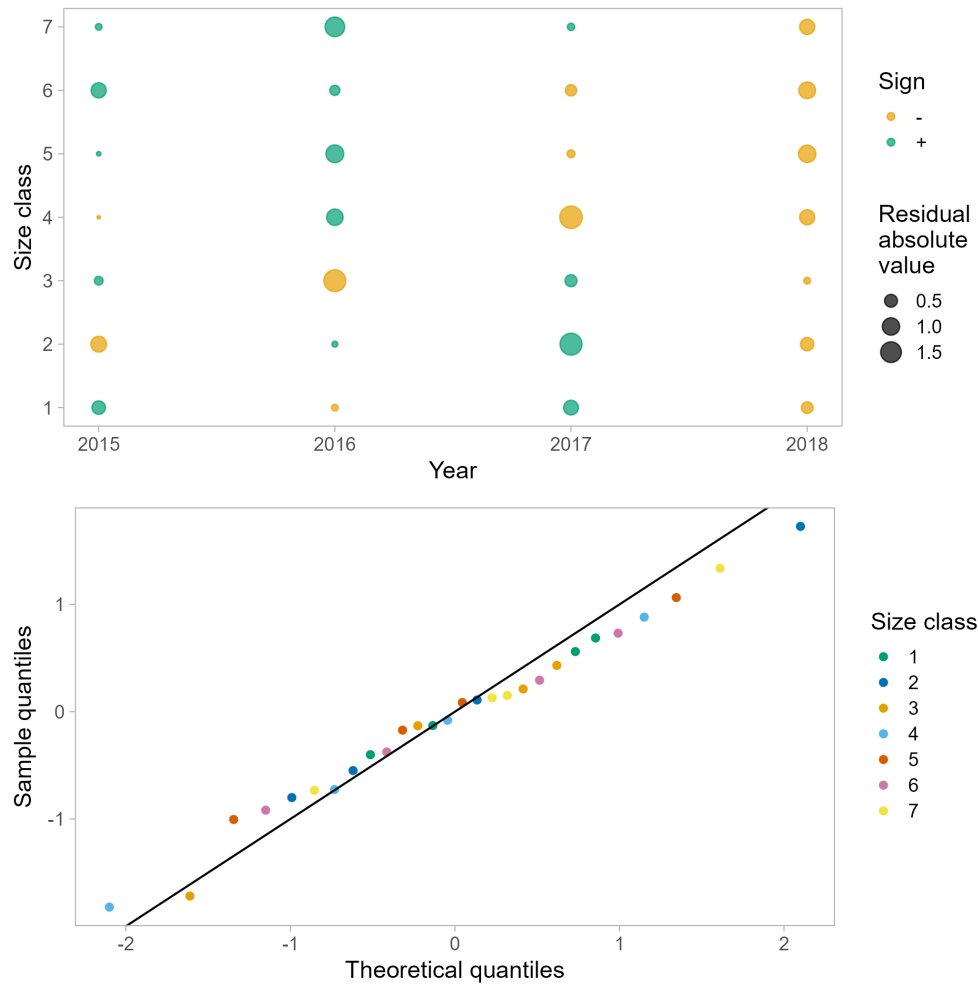 7
6
5
4
3
2
1
Size class
2015 2016 2017 2018
Year
Sign
-
+
Residual
absolute
value
0.5
1.0
1.5
1
0
-1
Sample quantiles
-2 -1 0 1 2
Theoretical quantiles
Size class
1
2
3
4
5
6
7